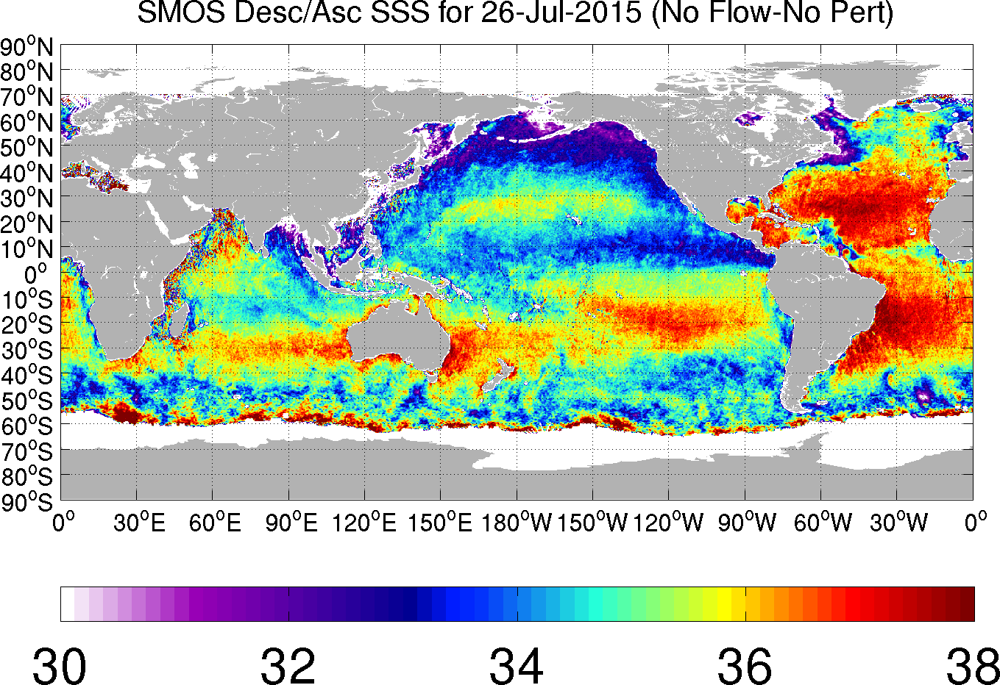 SMOS Desc/Asc SSS for 26-Jul-2015 (No Flow-No Pert)
90°N
80°N
70°N
60°N
50°N
40°N
30°N
20°N
10°N
0°
10°S
20°S
30°S
40°S
50°S
60°S
70°S
80°S
90°S
0° 30°E 60°E 90°E 120°E 150°E 180°W 150°W 120°W 90°W 60°W 30°W 0°
30 32 34 36 38